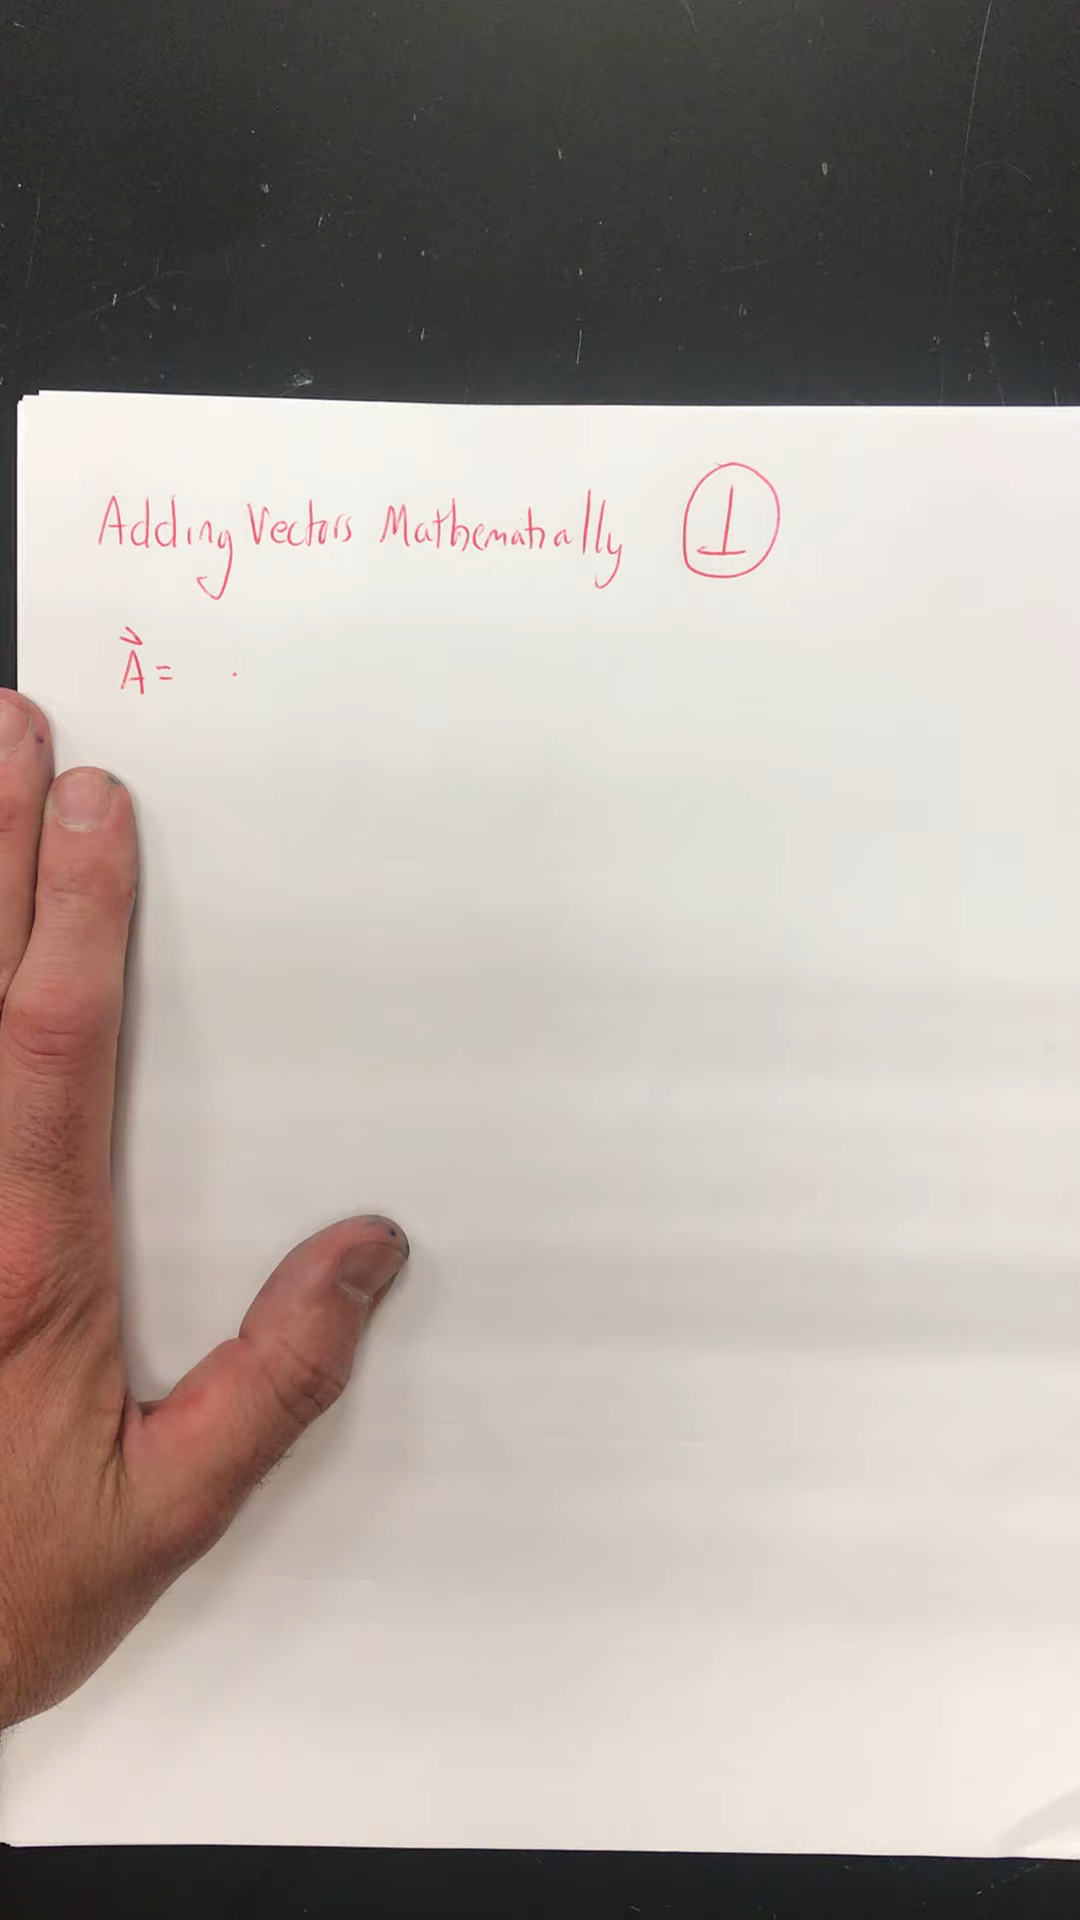 Adding Vectors Mathematically ⊥
A⃗ = .